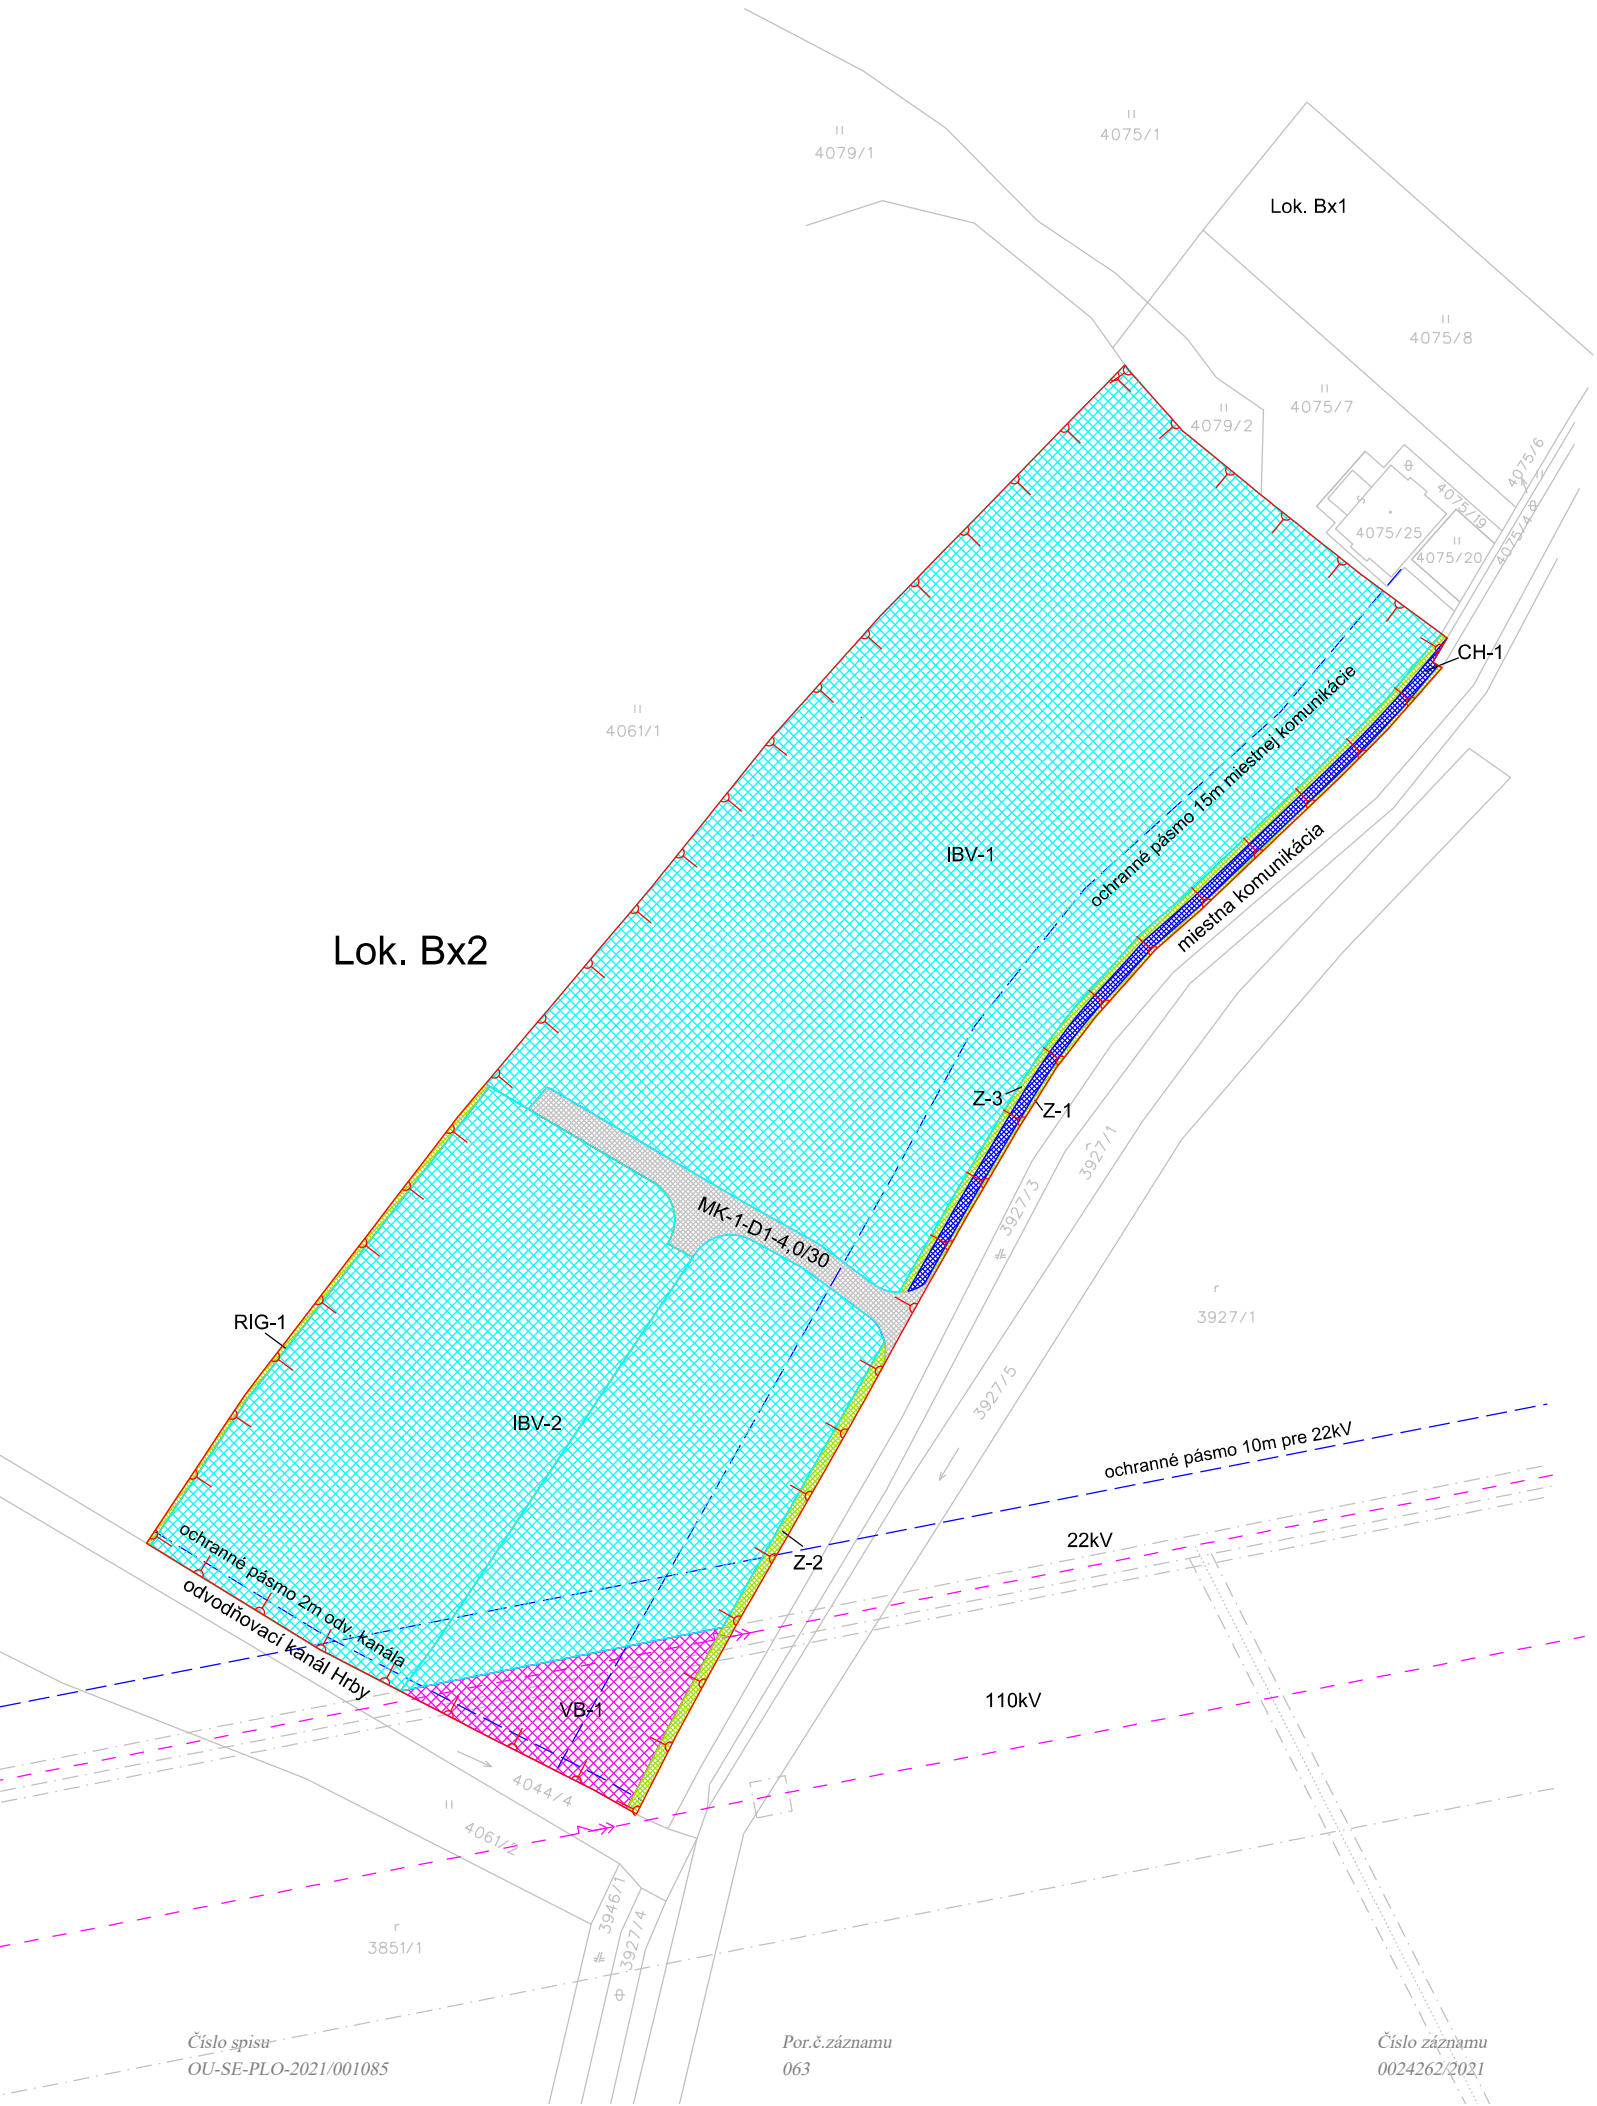 4079/1
4075/1
Lok. Bx1
4075/8
4075/7
4079/2
4075/6
4075/19
4075/25
4075/20
4075/4
CH-1
4061/1
ochranné pásmo 15m miestnej komunikácie
IBV-1
miestna komunikácia
Lok. Bx2
Z-3
Z-1
3927/1
3927/3
MK-1-D1-4,0/30
r
3927/1
RIG-1
3927/5
IBV-2
ochranné pásmo 10m pre 22kV
22kV
Z-2
ochranné pásmo 2m odv. kanála
odvodňovací kanál Hrby
VB-1
110kV
4044/4
4061/2
3946/1
3927/4
r
3851/1
Číslo spisu
OU-SE-PLO-2021/001085
Por.č.záznamu
063
Číslo záznamu
0024262/2021